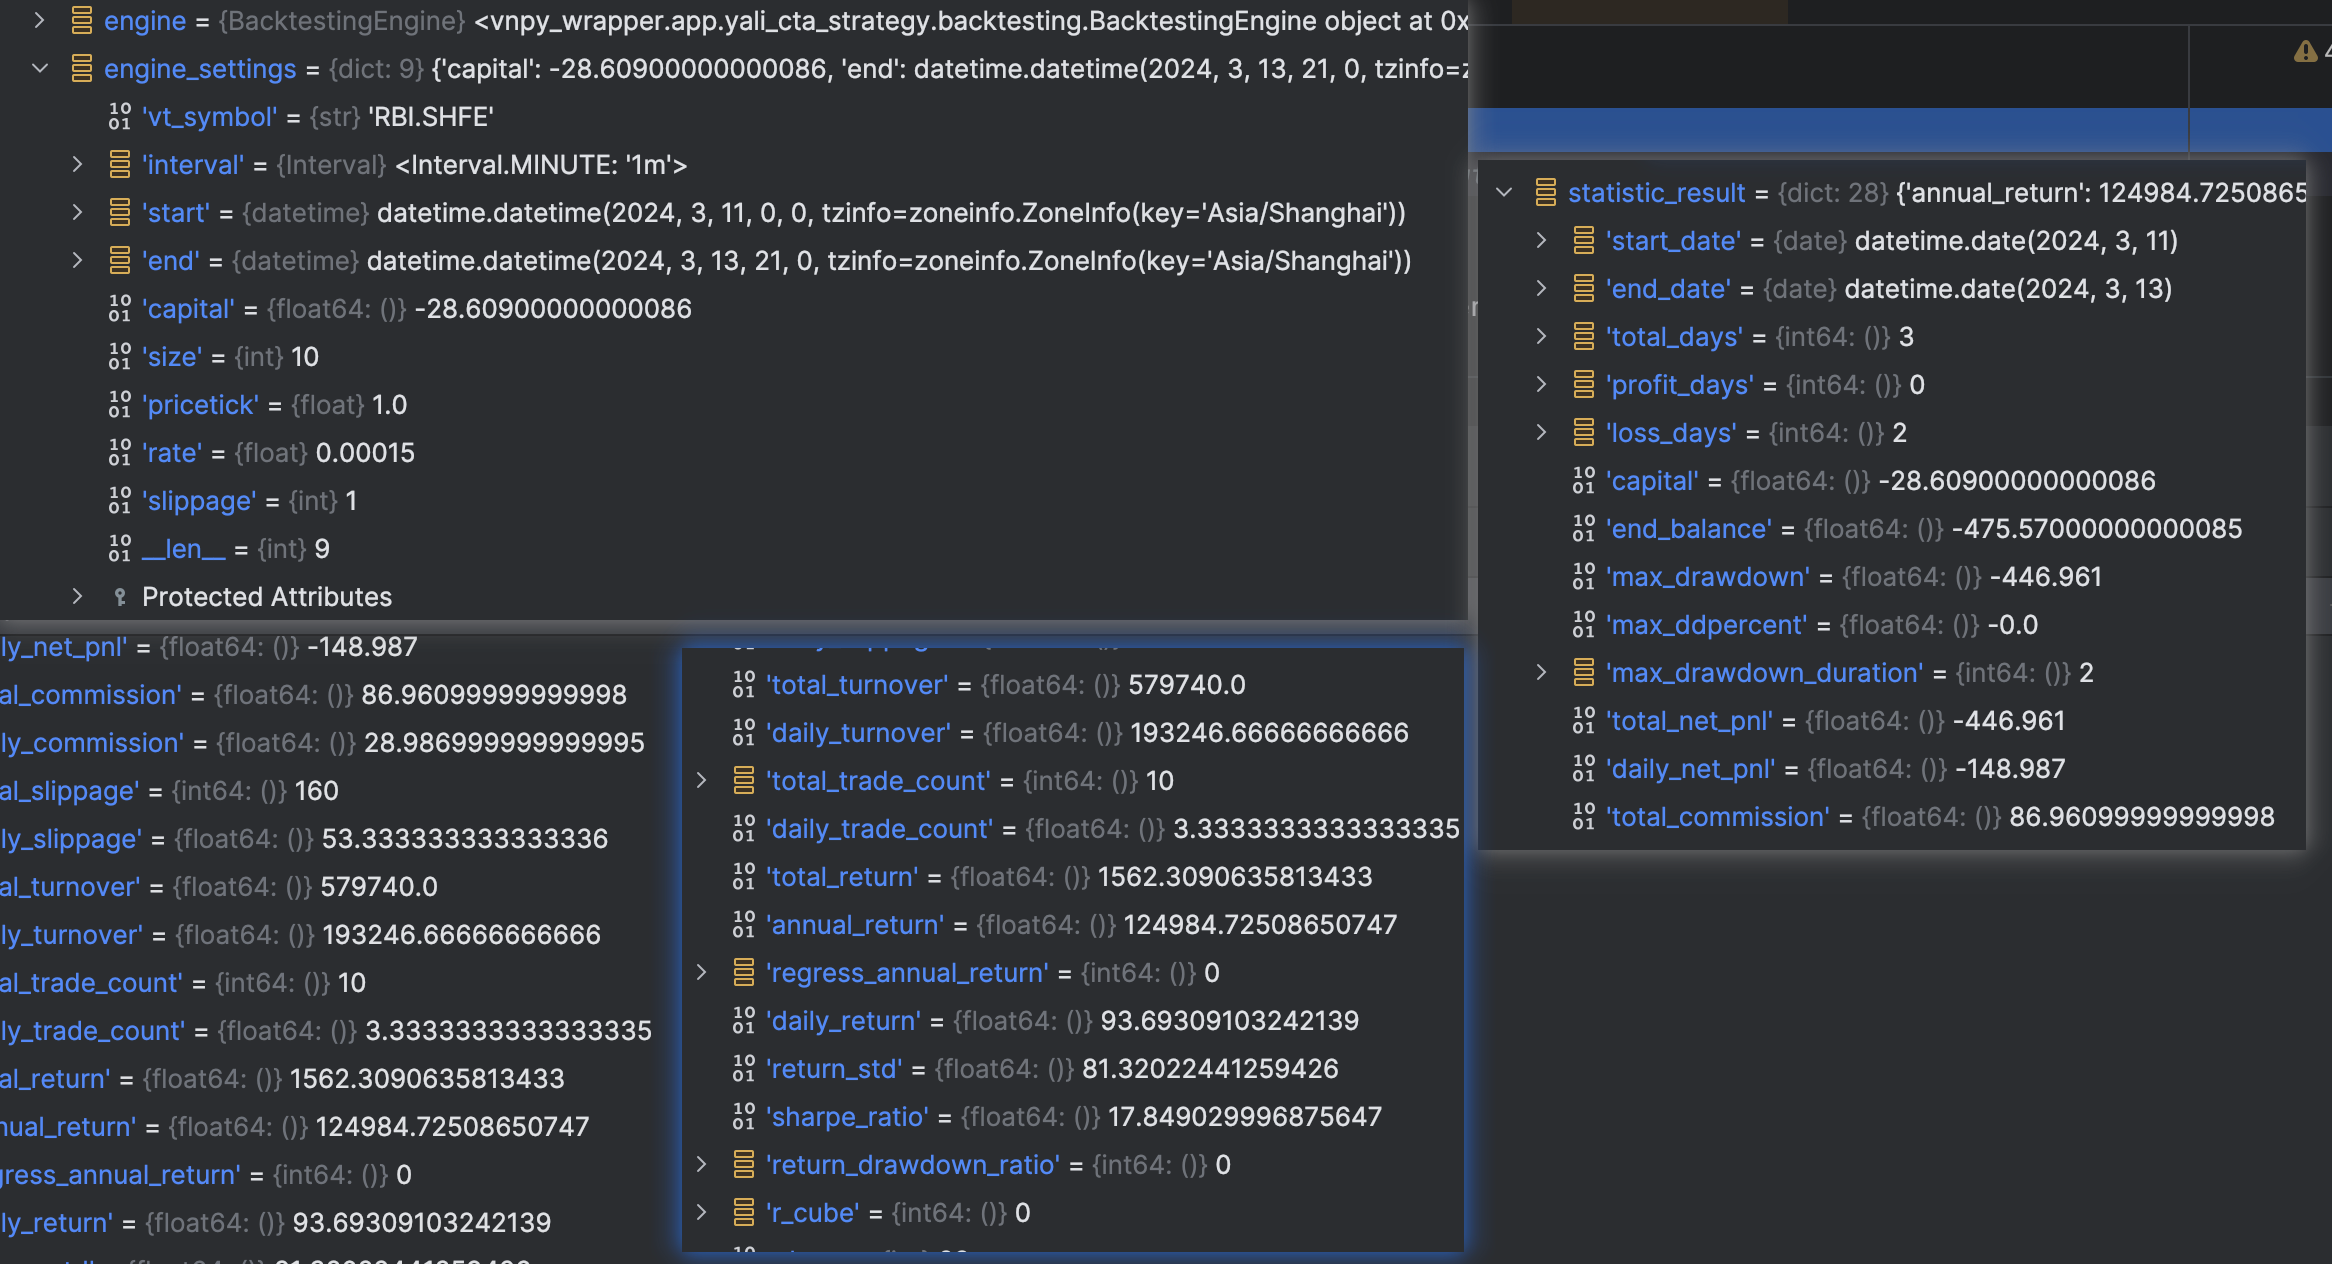 engine = {BacktestingEngine} <vnpy_wrapper.app.yali_cta_strategy.backtesting.BacktestingEngine object at 0x
engine_settings = {dict: 9} {'capital': -28.60900000000086, 'end': datetime.datetime(2024, 3, 13, 21, 0, tzinfo=z
'vt_symbol' = {str} 'RBI.SHFE'
'interval' = {Interval} <Interval.MINUTE: '1m'>
'start' = {datetime} datetime.datetime(2024, 3, 11, 0, 0, tzinfo=zoneinfo.ZoneInfo(key='Asia/Shanghai'))
'end' = {datetime} datetime.datetime(2024, 3, 13, 21, 0, tzinfo=zoneinfo.ZoneInfo(key='Asia/Shanghai'))
'capital' = {float64: ()} -28.60900000000086
'size' = {int} 10
'pricetick' = {float} 1.0
'rate' = {float} 0.00015
'slippage' = {int} 1
__len__ = {int} 9
Protected Attributes
ly_net_pnl' = {float64: ()} -148.987
al_commission' = {float64: ()} 86.96099999999998
ly_commission' = {float64: ()} 28.986999999999995
al_slippage' = {int64: ()} 160
ly_slippage' = {float64: ()} 53.333333333333336
al_turnover' = {float64: ()} 579740.0
ly_turnover' = {float64: ()} 193246.66666666666
al_trade_count' = {int64: ()} 10
ly_trade_count' = {float64: ()} 3.3333333333333335
al_return' = {float64: ()} 1562.3090635813433
nual_return' = {float64: ()} 124984.72508650747
gress_annual_return' = {int64: ()} 0
ly_return' = {float64: ()} 93.69309103242139
'total_turnover' = {float64: ()} 579740.0
'daily_turnover' = {float64: ()} 193246.66666666666
'total_trade_count' = {int64: ()} 10
'daily_trade_count' = {float64: ()} 3.3333333333333335
'total_return' = {float64: ()} 1562.3090635813433
'annual_return' = {float64: ()} 124984.72508650747
'regress_annual_return' = {int64: ()} 0
'daily_return' = {float64: ()} 93.69309103242139
'return_std' = {float64: ()} 81.32022441259426
'sharpe_ratio' = {float64: ()} 17.849029996875647
'return_drawdown_ratio' = {int64: ()} 0
'r_cube' = {int64: ()} 0
statistic_result = {dict: 28} {'annual_return': 124984.7250865
'start_date' = {date} datetime.date(2024, 3, 11)
'end_date' = {date} datetime.date(2024, 3, 13)
'total_days' = {int64: ()} 3
'profit_days' = {int64: ()} 0
'loss_days' = {int64: ()} 2
'capital' = {float64: ()} -28.60900000000086
'end_balance' = {float64: ()} -475.57000000000085
'max_drawdown' = {float64: ()} -446.961
'max_ddpercent' = {float64: ()} -0.0
'max_drawdown_duration' = {int64: ()} 2
'total_net_pnl' = {float64: ()} -446.961
'daily_net_pnl' = {float64: ()} -148.987
'total_commission' = {float64: ()} 86.96099999999998